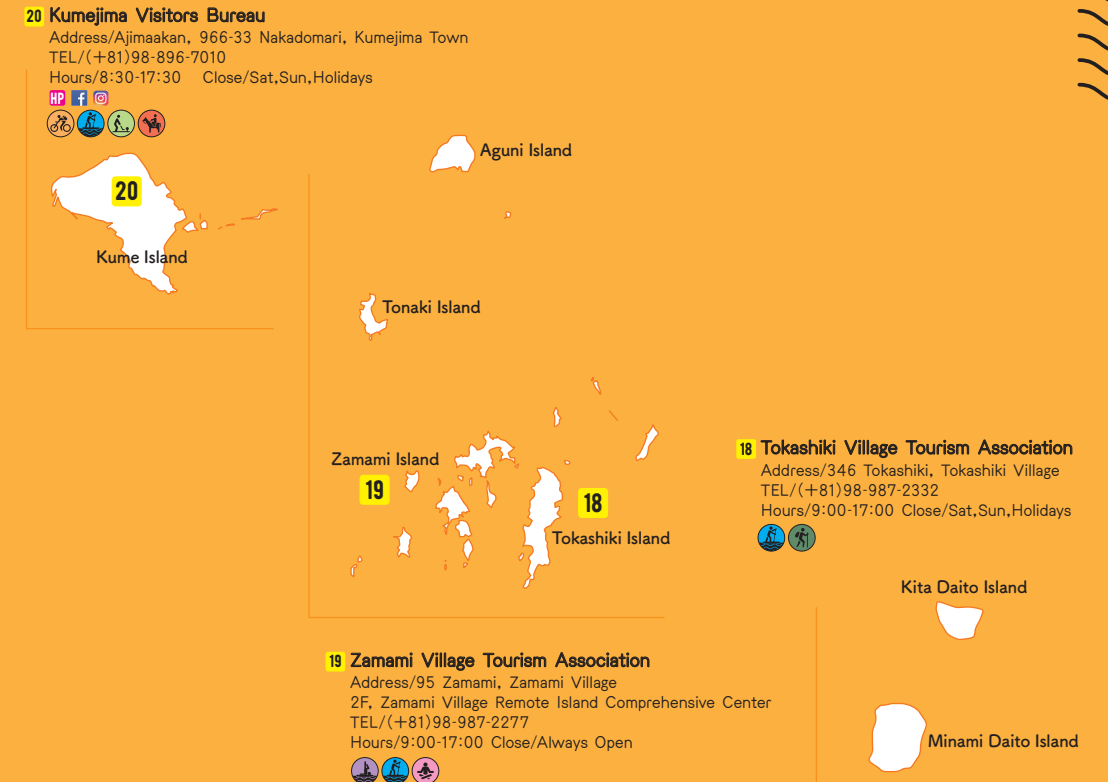 20 Kumejima Visitors Bureau
Address/Ajimaakan, 966-33 Nakadomari, Kumejima Town
TEL/(+81)98-896-7010
Hours/8:30-17:30 Close/Sat,Sun,Holidays
HP
Aguni Island
20
Kume Island
Tonaki Island
Zamami Island
19
18
Tokashiki Island
18 Tokashiki Village Tourism Association
Address/346 Tokashiki, Tokashiki Village
TEL/(+81)98-987-2332
Hours/9:00-17:00 Close/Sat,Sun,Holidays
Kita Daito Island
19 Zamami Village Tourism Association
Address/95 Zamami, Zamami Village
2F, Zamami Village Remote Island Comprehensive Center
TEL/(+81)98-987-2277
Hours/9:00-17:00 Close/Always Open
Minami Daito Island